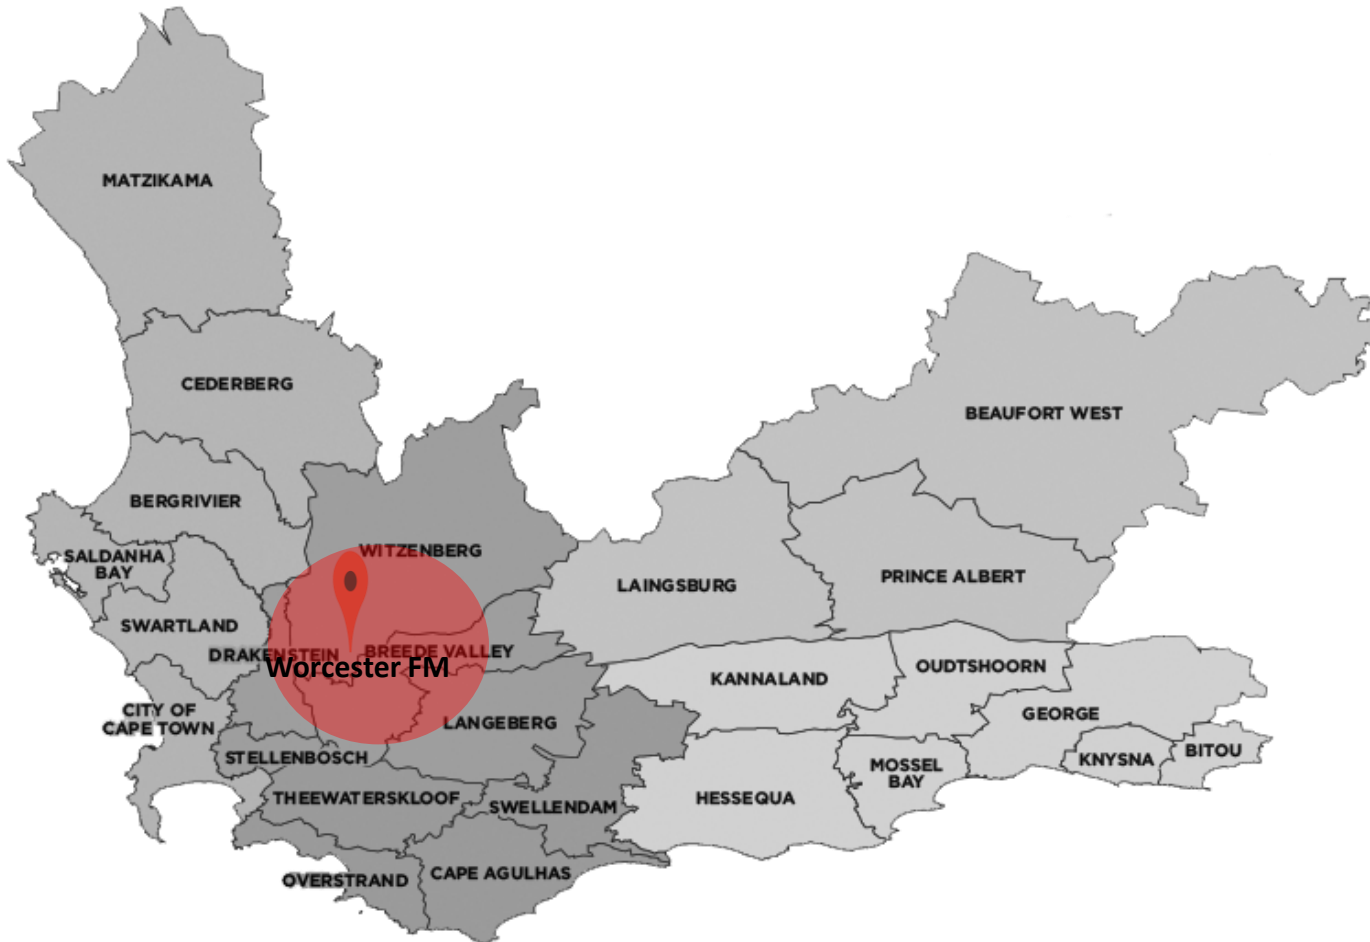 MATZIKAMA
CEDERBERG
BEAUFORT WEST
BERGRIVIER
WITZENBERG
SALDANHA
BAY
LAINGSBURG
PRINCE ALBERT
SWARTLAND
DRAKENSTEIN
BREEDE VALLEY
Worcester FM
OUDTSHOORN
KANNALAND
CITY OF
CAPE TOWN
LANGEBERG
GEORGE
STELLENBOSCH
BITOU
KNYSNA
MOSSEL
BAY
THEEWATERSKLOOF
SWELLENDAM
HESSEQUA
OVERSTRAND
CAPE AGULHAS